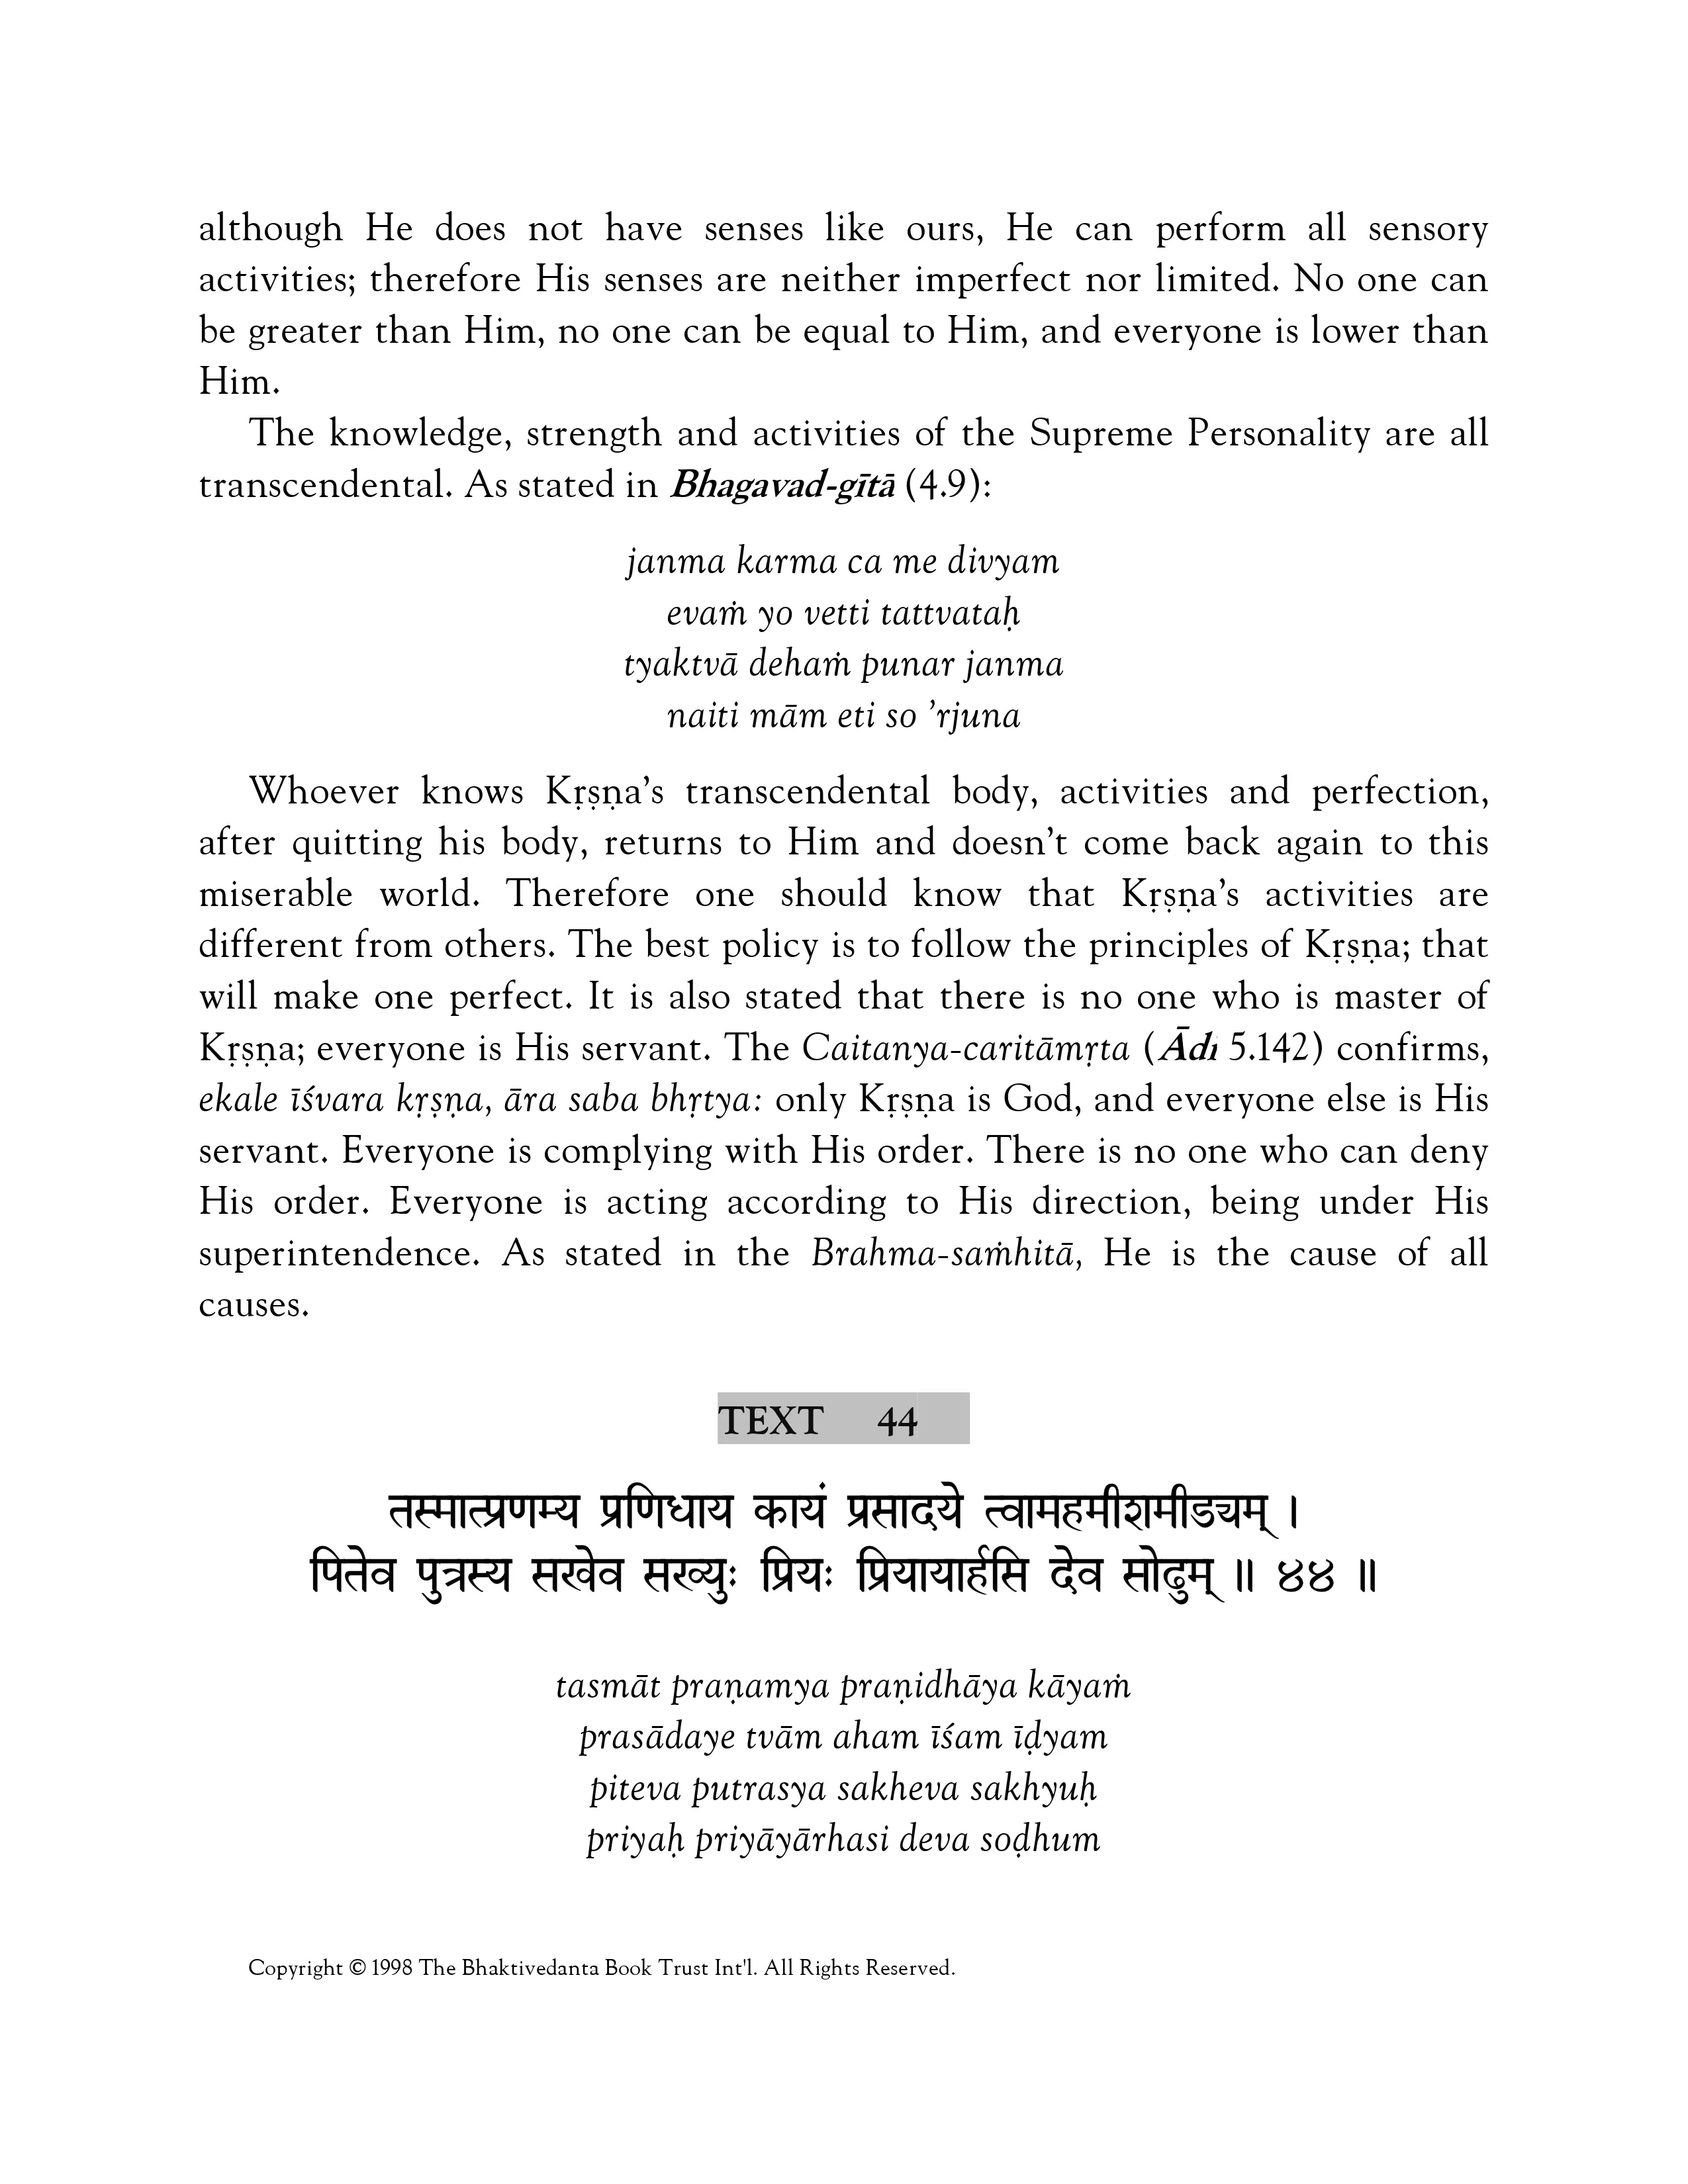 although He does not have senses like ours, He can perform all sensory
activities; therefore His senses are neither imperfect nor limited. No one can
be greater than Him, no one can be equal to Him, and everyone is lower than
Him.
The knowledge, strength and activities of the Supreme Personality are all
transcendental. As stated in Bhagavad-gītā (4.9):
janma karma ca me divyam
evaṁ yo vetti tattvataḥ
tyaktvā dehaṁ punar janma
naiti mām eti so ’rjuna
Whoever knows Kṛṣṇa’s transcendental body, activities and perfection,
after quitting his body, returns to Him and doesn’t come back again to this
miserable world. Therefore one should know that Kṛṣṇa’s activities are
different from others. The best policy is to follow the principles of Kṛṣṇa; that
will make one perfect. It is also stated that there is no one who is master of
Kṛṣṇa; everyone is His servant. The Caitanya-caritāmṛta (Ādı 5.142) confirms,
ekale īśvara kṛṣṇa, āra saba bhṛtya: only Kṛṣṇa is God, and everyone else is His
servant. Everyone is complying with His order. There is no one who can deny
His order. Everyone is acting according to His direction, being under His
superintendence. As stated in the Brahma-saṁhitā, He is the cause of all
causes.
TEXT 44
तस्मात्प्रणम्य प्रणिधाय कायं प्रसादये त्वामहमीशमीड्यम् ।
पितेव पुत्रस्य सखेव सख्युः प्रियः प्रियायार्हसि देव सोढुम् ॥ ४४ ॥
tasmāt praṇamya praṇidhāya kāyaṁ
prasādaye tvām aham īśam īḍyam
piteva putrasya sakheva sakhyuḥ
priyaḥ priyāyārhasi deva soḍhum
Copyright © 1998 The Bhaktivedanta Book Trust Int'l. All Rights Reserved.